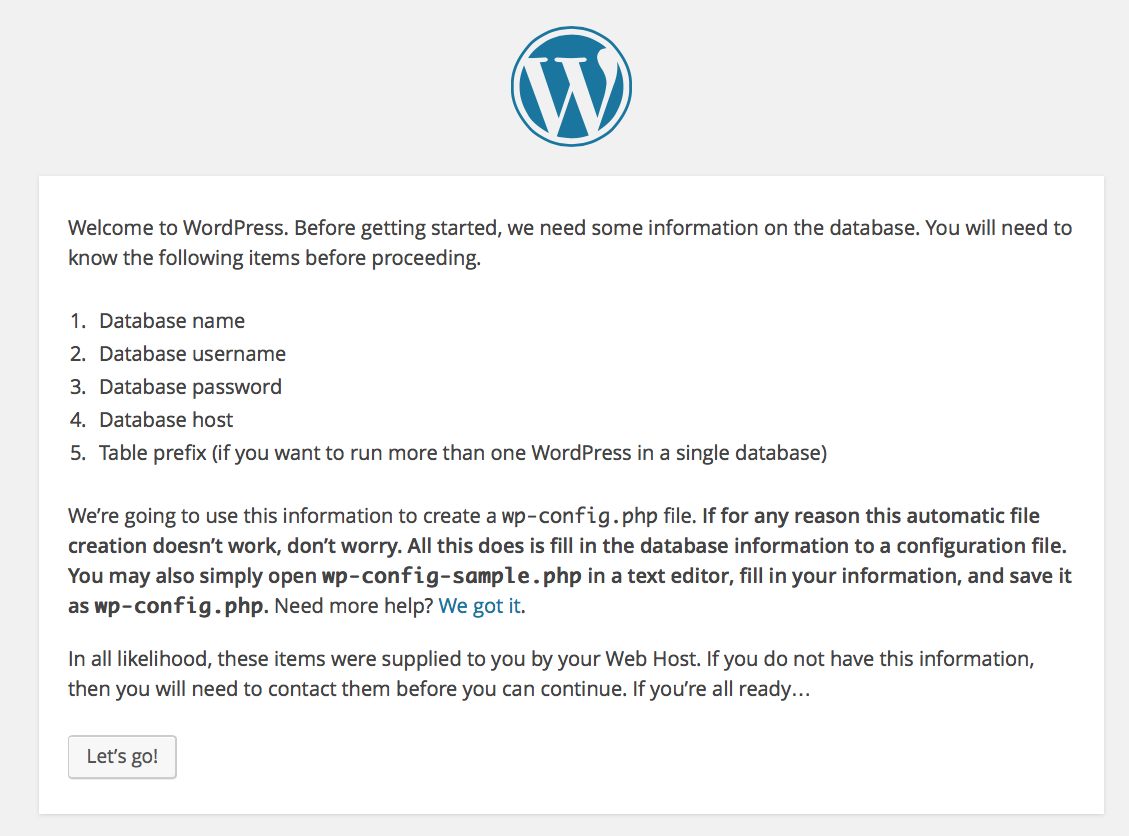 Welcome to WordPress. Before getting started, we need some information on the database. You will need to
know the following items before proceeding.
1. Database name
2. Database username
3. Database password
4. Database host
5. Table prefix (if you want to run more than one WordPress in a single database)
We’re going to use this information to create a wp-config.php file. If for any reason this automatic file
creation doesn’t work, don’t worry. All this does is fill in the database information to a configuration file.
You may also simply open wp-config-sample.php in a text editor, fill in your information, and save it
as wp-config.php. Need more help? We got it.
In all likelihood, these items were supplied to you by your Web Host. If you do not have this information,
then you will need to contact them before you can continue. If you’re all ready…
Let’s go!